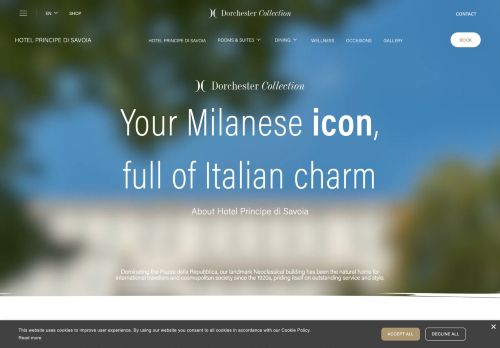 EN
SHOP
Dorchester Collection
CONTACT
HOTEL PRINCIPE DI SAVOIA
HOTEL PRINCIPE DI SAVOIA
ROOMS & SUITES
DINING
WELLNESS
OCCASIONS
GALLERY
BOOK
Dorchester Collection
Your Milanese icon,
full of Italian charm
About Hotel Principe di Savoia
Dominating the Piazza della Repubblica, our landmark Neoclassical building has been the natural home for
international travellers and cosmopolitan society since the 1920s, priding itself on outstanding service and style.
This website uses cookies to improve user experience. By using our website you consent to all cookies in accordance with our Cookie Policy.
Read more
ACCEPT ALL
DECLINE ALL